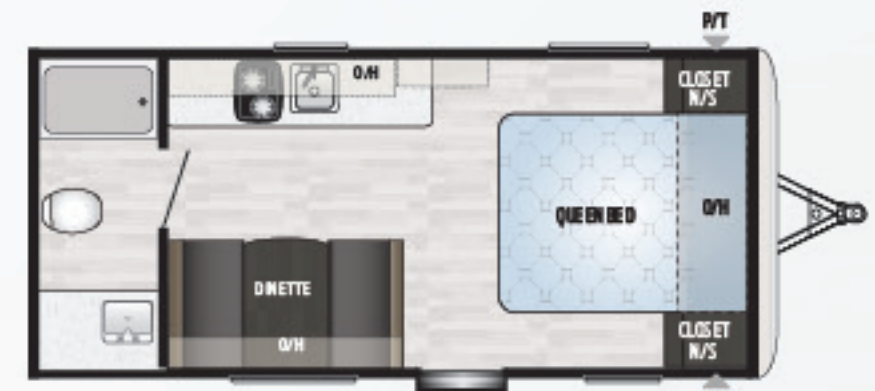 P/T
O/H
CLOSET
N/S
QUEEN BED
O/H
DINETTE
O/H
CLOSET
N/S